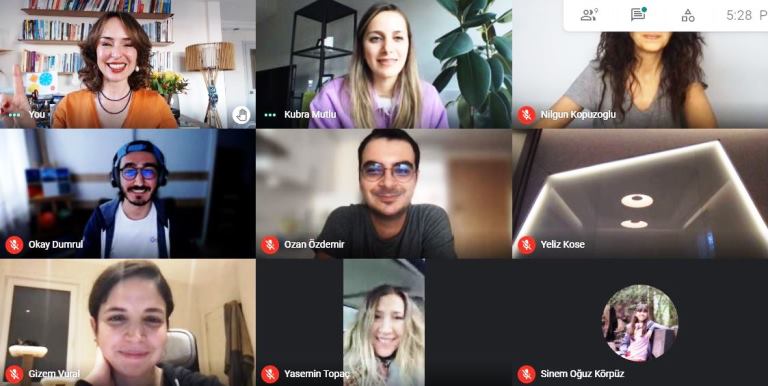 9
5:28 P
You
Kubra Mutlu
Nilgun Kopuzoglu
Okay Dumrul
Ozan Özdemir
Yeliz Kose
Gizem Vural
Yasemin Topaç
Sinem Oğuz Körpüz